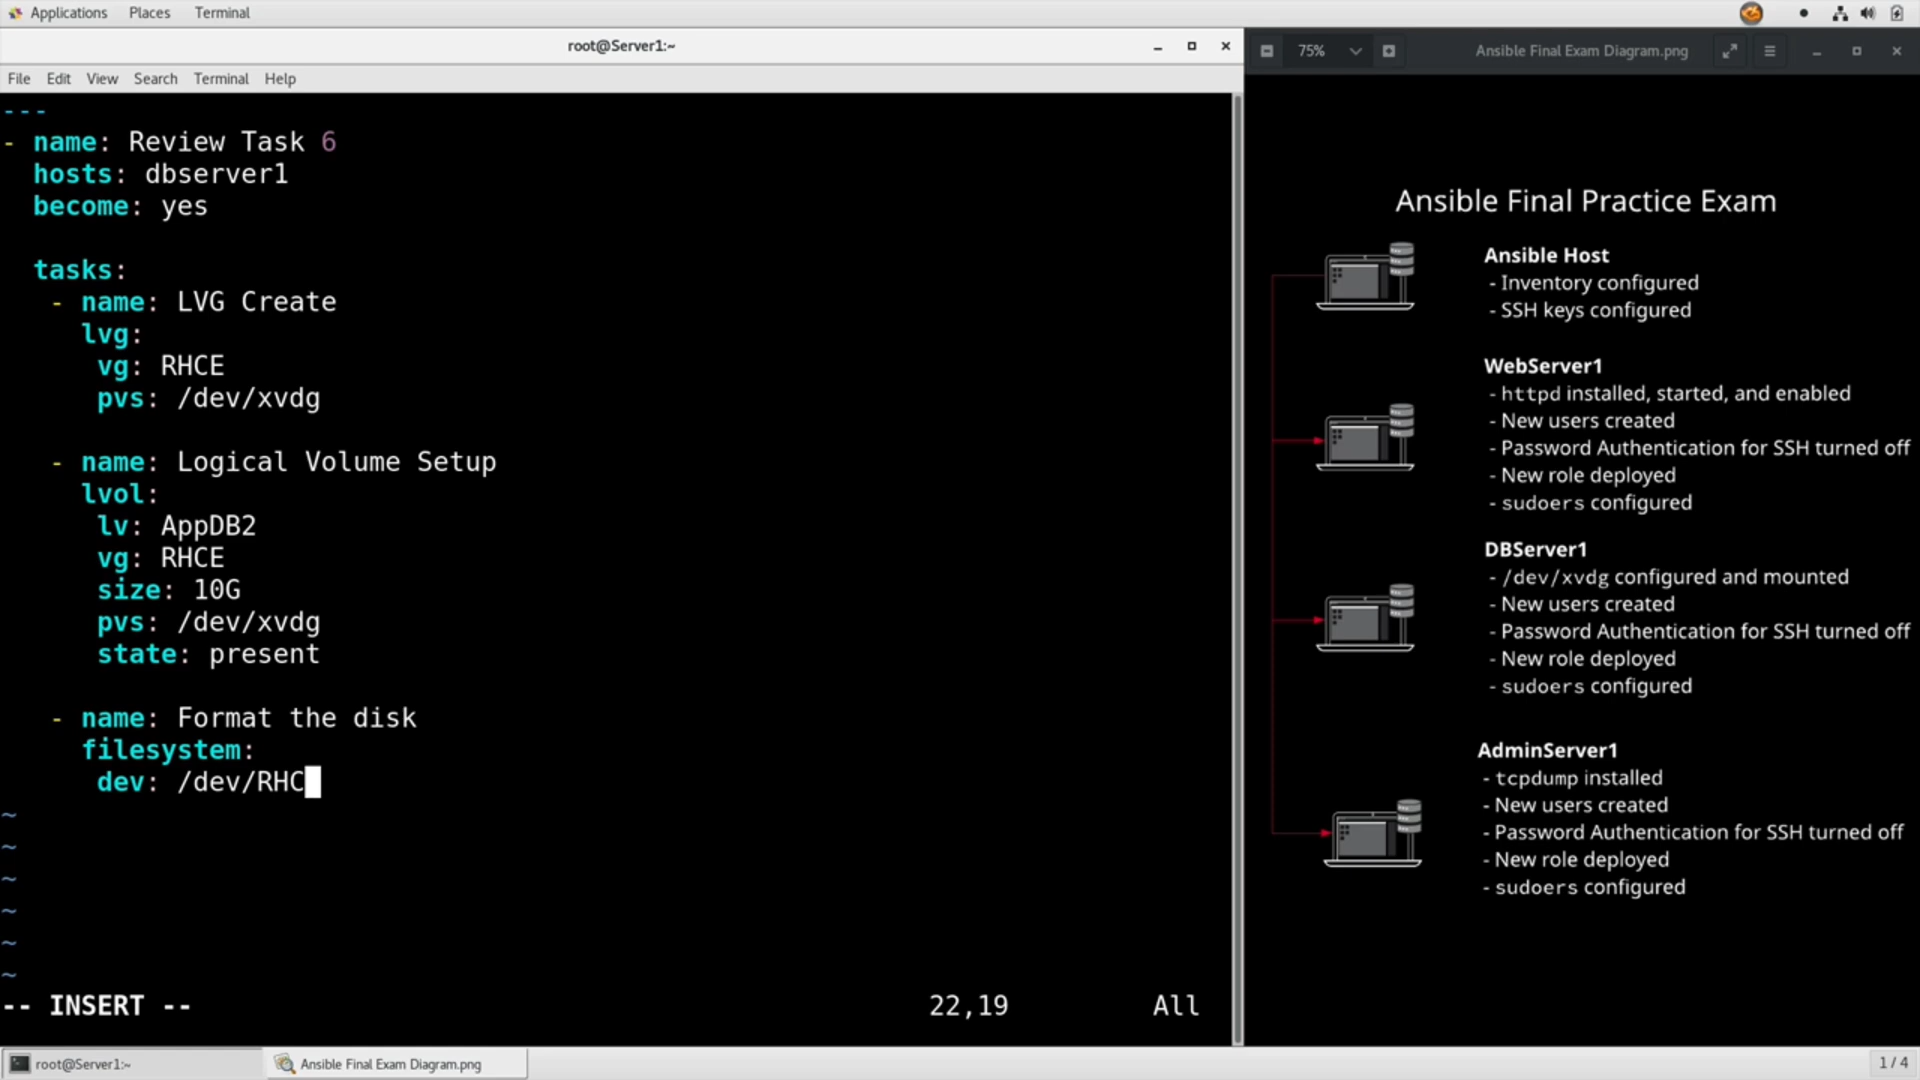 Applications Places Terminal
root@Server1:~
File Edit View Search Terminal Help
---
- name: Review Task 6
  hosts: dbserver1
  become: yes
  tasks:
   - name: LVG Create
     lvg:
      vg: RHCE
      pvs: /dev/xvdg
   - name: Logical Volume Setup
     lvol:
      lv: AppDB2
      vg: RHCE
      size: 10G
      pvs: /dev/xvdg
      state: present
   - name: Format the disk
     filesystem:
      dev: /dev/RHC
~
~
~
~
~
~
-- INSERT -- 22,19 All
75% Ansible Final Exam Diagram.png
Ansible Final Practice Exam
Ansible Host
- Inventory configured
- SSH keys configured
WebServer1
- httpd installed, started, and enabled
- New users created
- Password Authentication for SSH turned off
- New role deployed
- sudoers configured
DBServer1
- /dev/xvdg configured and mounted
- New users created
- Password Authentication for SSH turned off
- New role deployed
- sudoers configured
AdminServer1
- tcpdump installed
- New users created
- Password Authentication for SSH turned off
- New role deployed
- sudoers configured
root@Server1:~ Ansible Final Exam Diagram.png 1 / 4